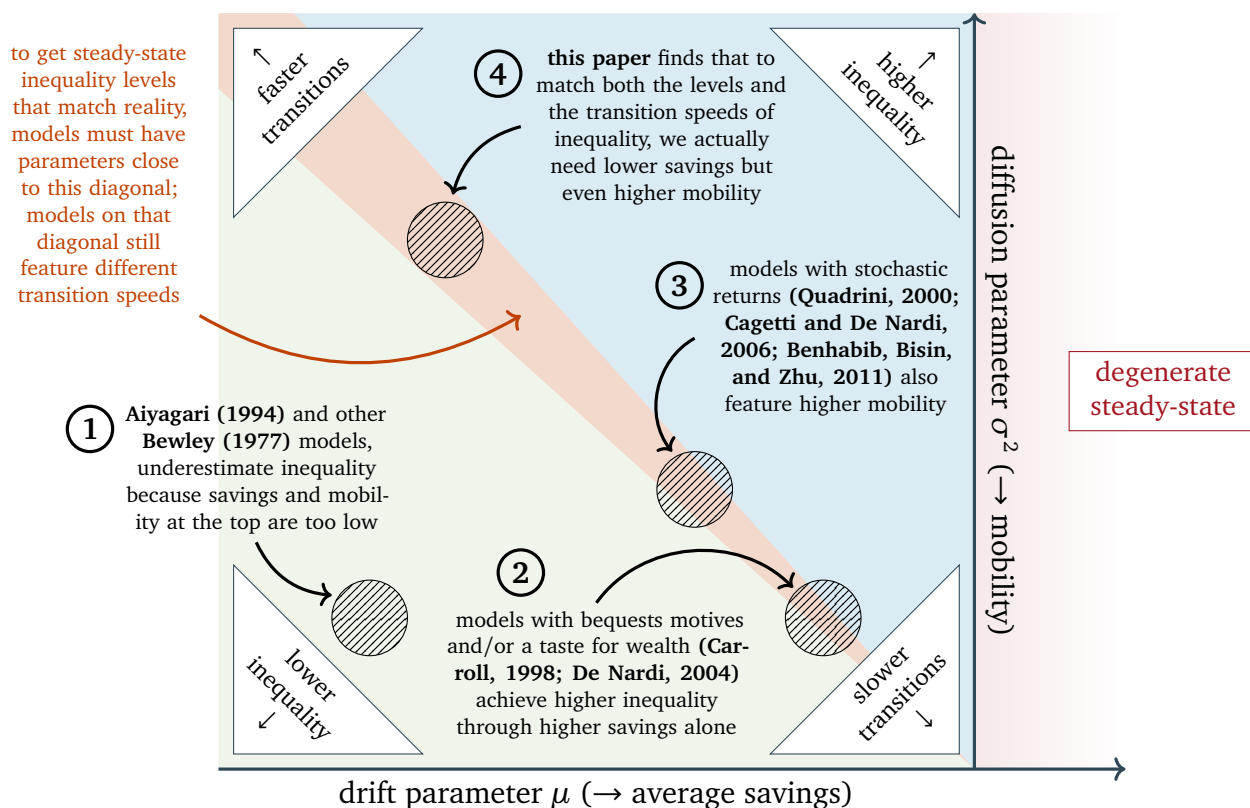 to get steady-state
inequality levels
that match reality,
models must have
parameters close
to this diagonal;
models on that
diagonal still
feature different
transition speeds
↑
faster
transitions
4
this paper finds that to
match both the levels and
the transition speeds of
inequality, we actually
need lower savings but
even higher mobility
↑
higher
inequality
3
models with stochastic
returns (Quadrini, 2000;
Cagetti and De Nardi,
2006; Benhabib, Bisin,
and Zhu, 2011) also
feature higher mobility
diffusion parameter σ² (→ mobility)
degenerate
steady-state
1
Aiyagari (1994) and other
Bewley (1977) models,
underestimate inequality
because savings and mobil-
ity at the top are too low
2
models with bequests motives
and/or a taste for wealth (Car-
roll, 1998; De Nardi, 2004)
achieve higher inequality
through higher savings alone
lower
inequality
↓
slower
transitions
↓
drift parameter μ (→ average savings)